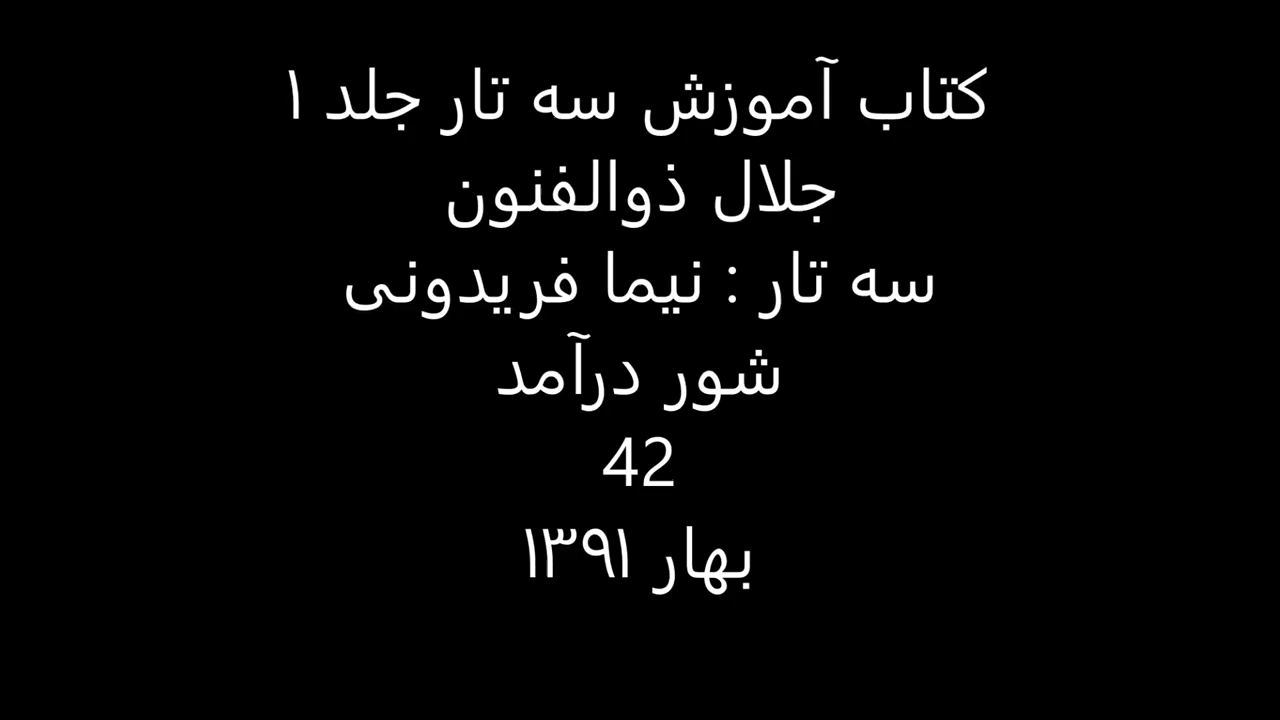 کتاب آموزش سه تار جلد ۱
جلال ذوالفنون
سه تار : نیما فریدونی
شور درآمد
42
بهار ۱۳۹۱